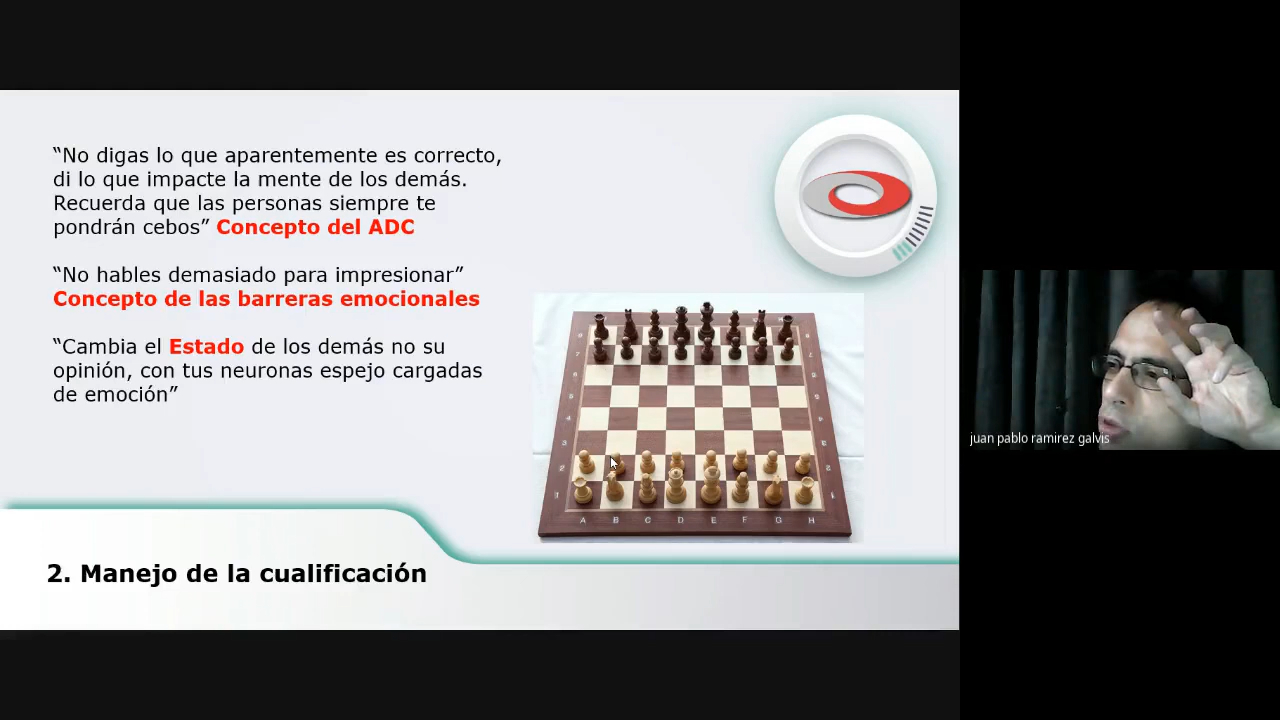 “No digas lo que aparentemente es correcto,
di lo que impacte la mente de los demás.
Recuerda que las personas siempre te
pondrán cebos” Concepto del ADC
“No hables demasiado para impresionar”
Concepto de las barreras emocionales
“Cambia el Estado de los demás no su
opinión, con tus neuronas espejo cargadas
de emoción”
A B C D E F G H
2. Manejo de la cualificación
juan pablo ramirez galvis